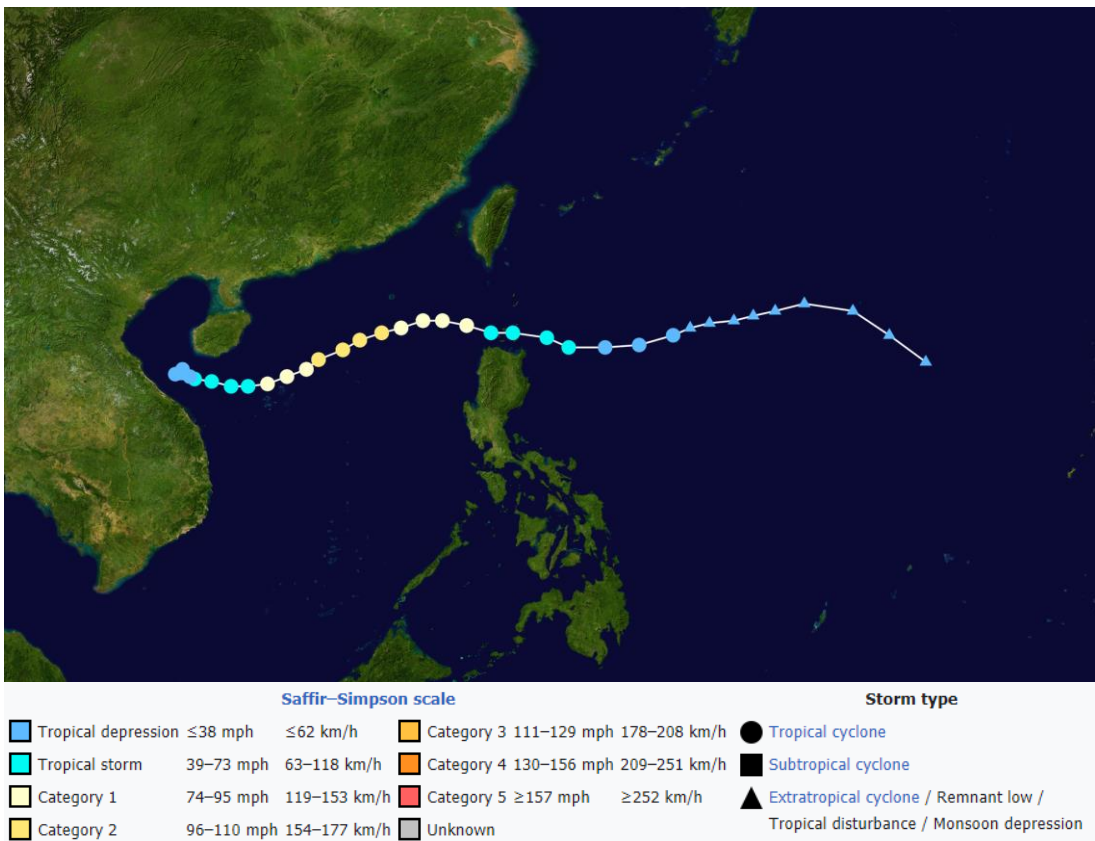 Saffir–Simpson scale
Tropical depression ≤38 mph ≤62 km/h
Tropical storm 39–73 mph 63–118 km/h
Category 1 74–95 mph 119–153 km/h
Category 2 96–110 mph 154–177 km/h
Category 3 111–129 mph 178–208 km/h
Category 4 130–156 mph 209–251 km/h
Category 5 ≥157 mph ≥252 km/h
Unknown
Storm type
Tropical cyclone
Subtropical cyclone
Extratropical cyclone / Remnant low /
Tropical disturbance / Monsoon depression